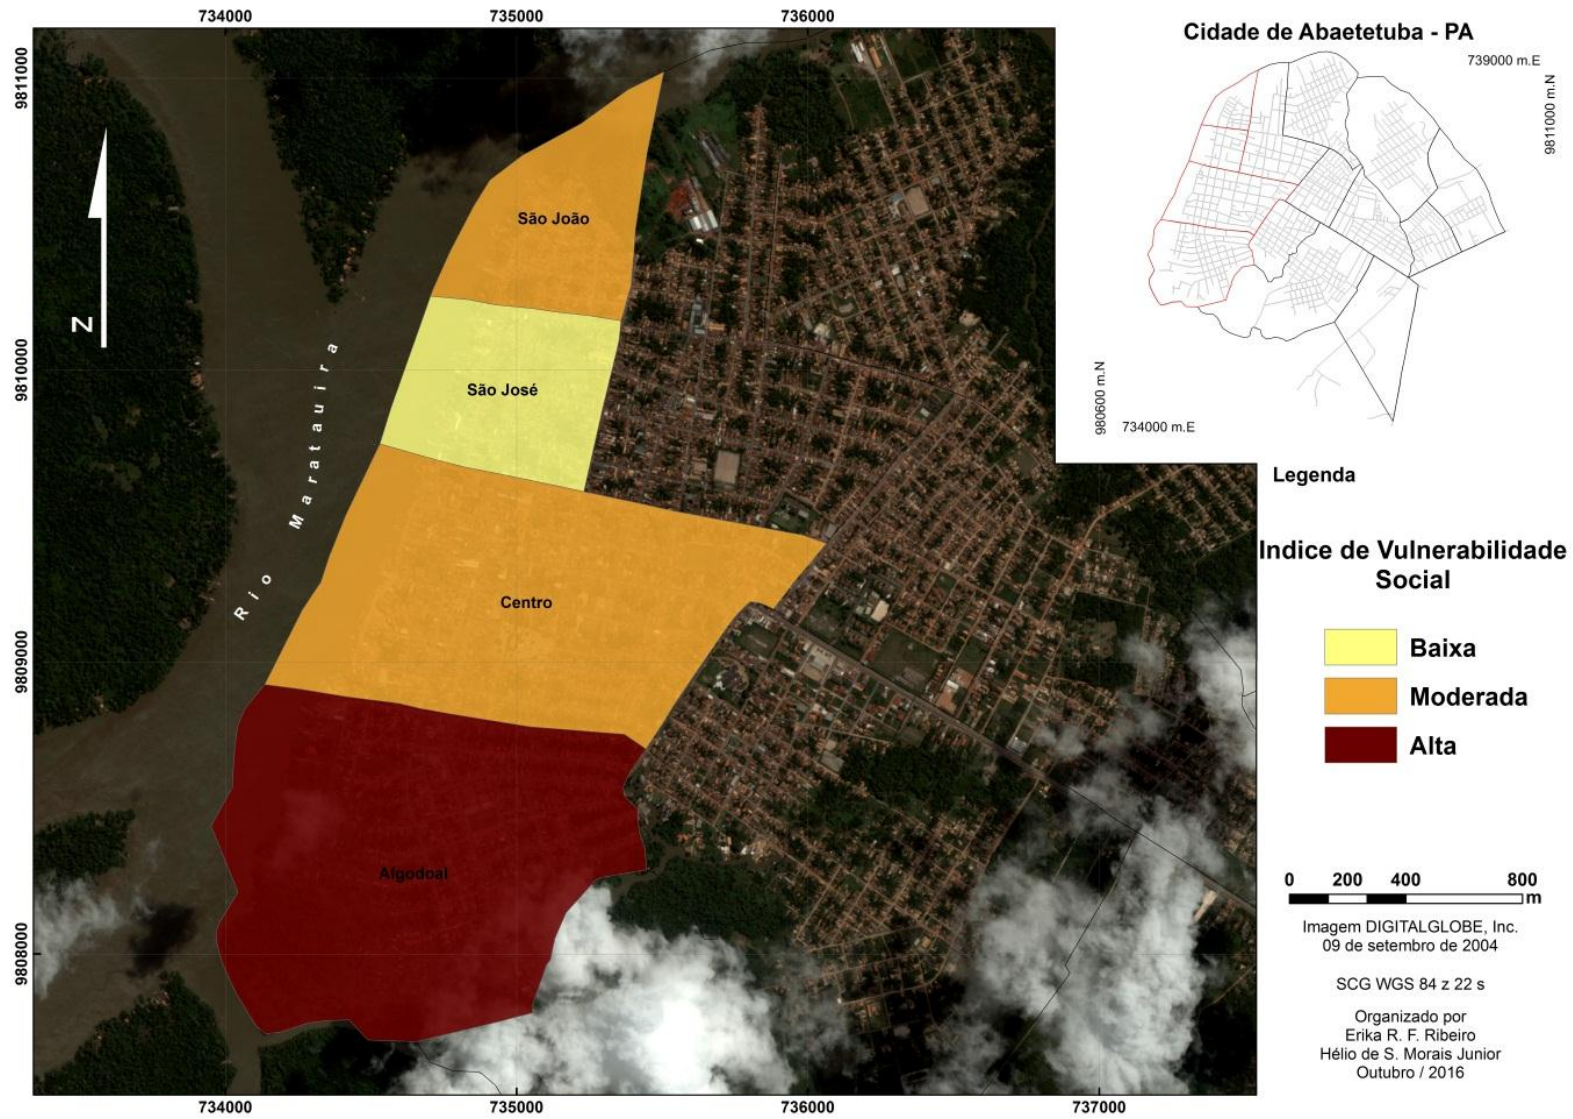 734000
735000
736000
9811000
9810000
9809000
9808000
Cidade de Abaetetuba - PA
739000 m.E
9811000 m.N
980600 m.N
734000 m.E
São João
São José
Centro
Algodoal
Rio Maratauira
N
Legenda
Indice de Vulnerabilidade
Social
Baixa
Moderada
Alta
0 200 400 800
m
Imagem DIGITALGLOBE, Inc.
09 de setembro de 2004
SCG WGS 84 z 22 s
Organizado por
Erika R. F. Ribeiro
Hélio de S. Morais Junior
Outubro / 2016
734000
735000
736000
737000